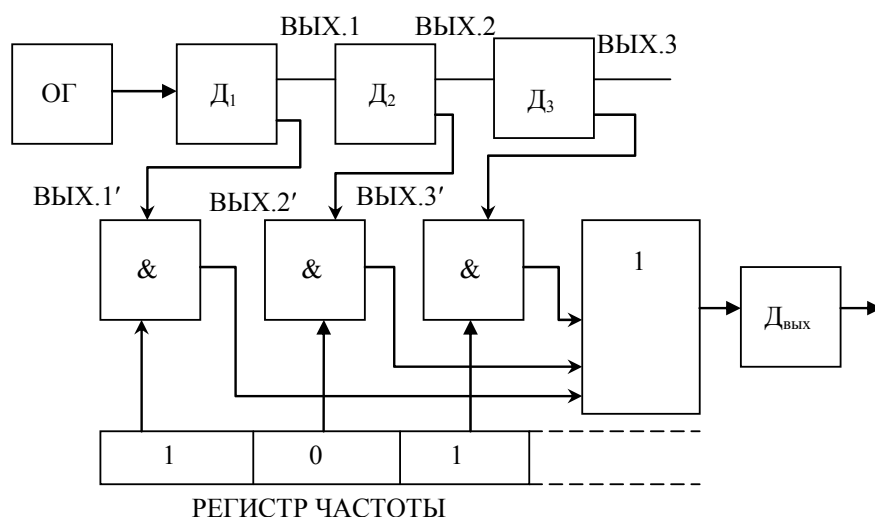 ВЫХ.1
ВЫХ.2
ВЫХ.3
ОГ
Д₁
Д₂
Д₃
ВЫХ.1′
ВЫХ.2′
ВЫХ.3′
&
&
&
1
Двых
1
0
1
РЕГИСТР ЧАСТОТЫ